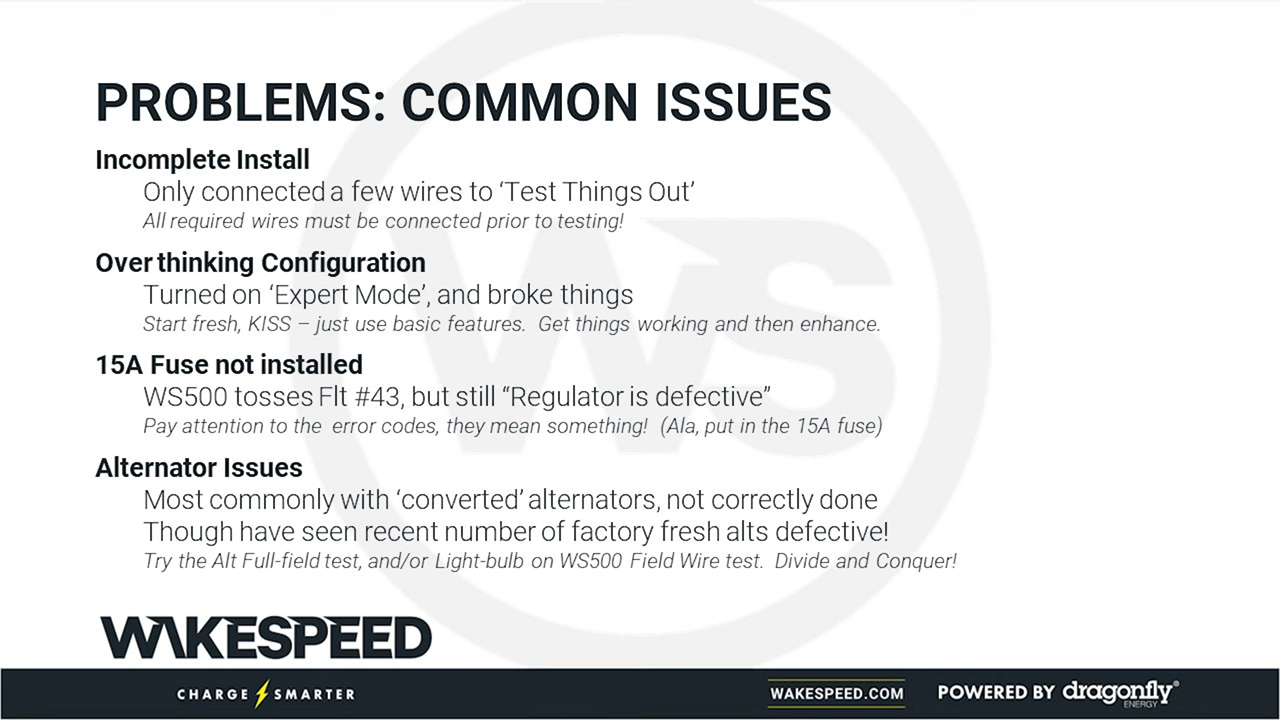 PROBLEMS: COMMON ISSUES
Incomplete Install
Only connected a few wires to ‘Test Things Out’
All required wires must be connected prior to testing!
Over thinking Configuration
Turned on ‘Expert Mode’, and broke things
Start fresh, KISS – just use basic features. Get things working and then enhance.
15A Fuse not installed
WS500 tosses Flt #43, but still “Regulator is defective”
Pay attention to the error codes, they mean something! (Ala, put in the 15A fuse)
Alternator Issues
Most commonly with ‘converted’ alternators, not correctly done
Though have seen recent number of factory fresh alts defective!
Try the Alt Full-field test, and/or Light-bulb on WS500 Field Wire test. Divide and Conquer!
WS
WAKESPEED
CHARGE SMARTER
WAKESPEED.COM
POWERED BY dragonfly®
ENERGY